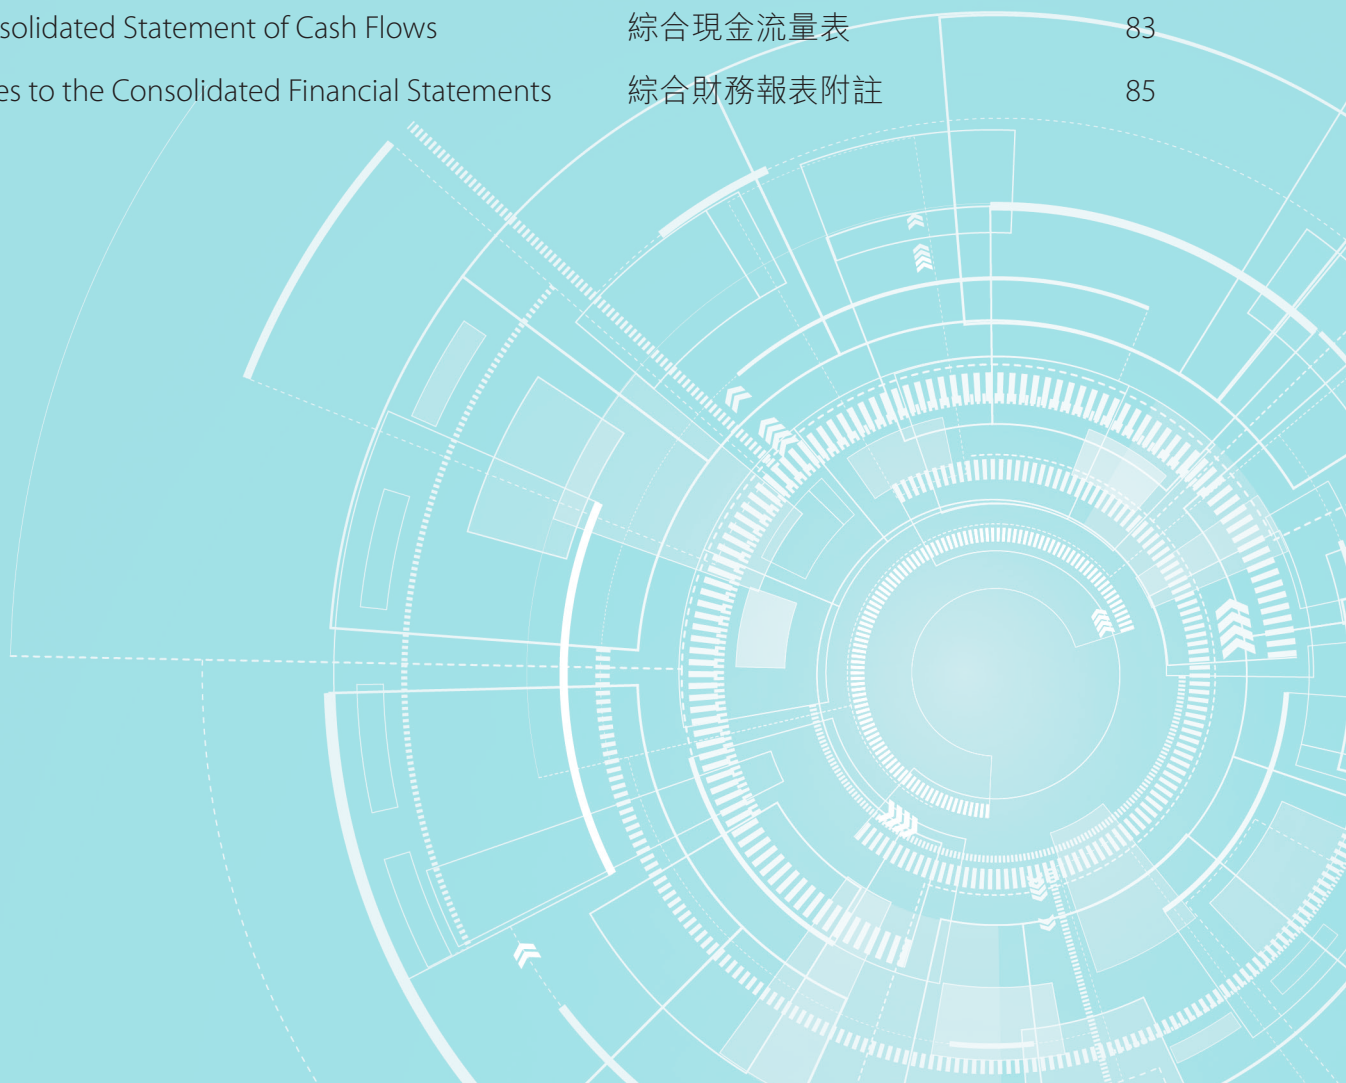 solidated Statement of Cash Flows 綜合現金流量表 83
es to the Consolidated Financial Statements 綜合財務報表附註 85